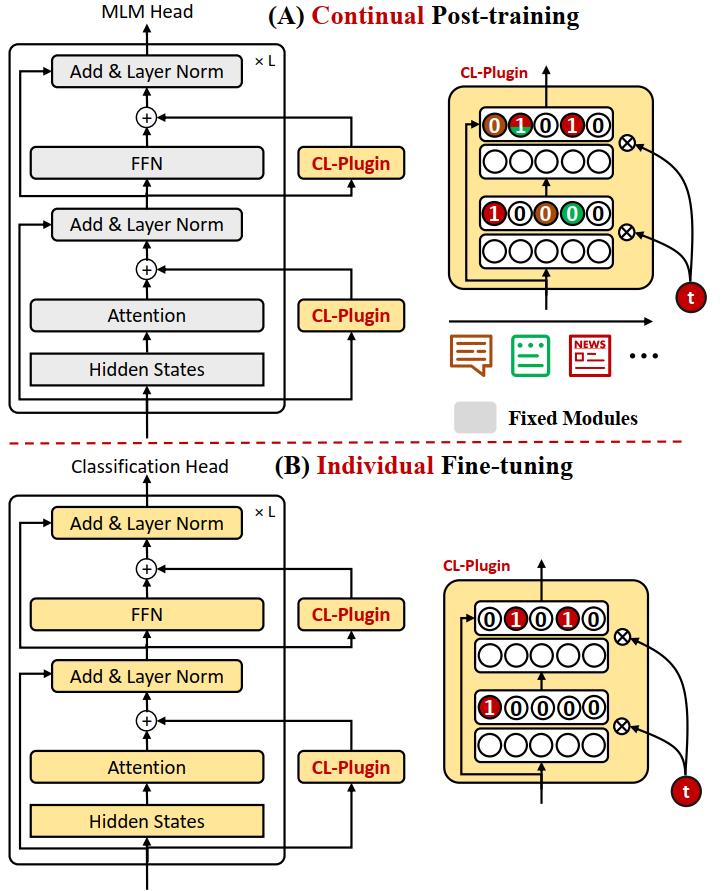 (A) Continual Post-training
MLM Head
× L
Add & Layer Norm
+
FFN
CL-Plugin
Add & Layer Norm
+
Attention
CL-Plugin
Hidden States
CL-Plugin
0 1 0 1 0
1 0 0 0 0
t
NEWS
...
Fixed Modules
(B) Individual Fine-tuning
Classification Head
× L
Add & Layer Norm
+
FFN
CL-Plugin
Add & Layer Norm
+
Attention
CL-Plugin
Hidden States
CL-Plugin
0 1 0 1 0
1 0 0 0 0
t